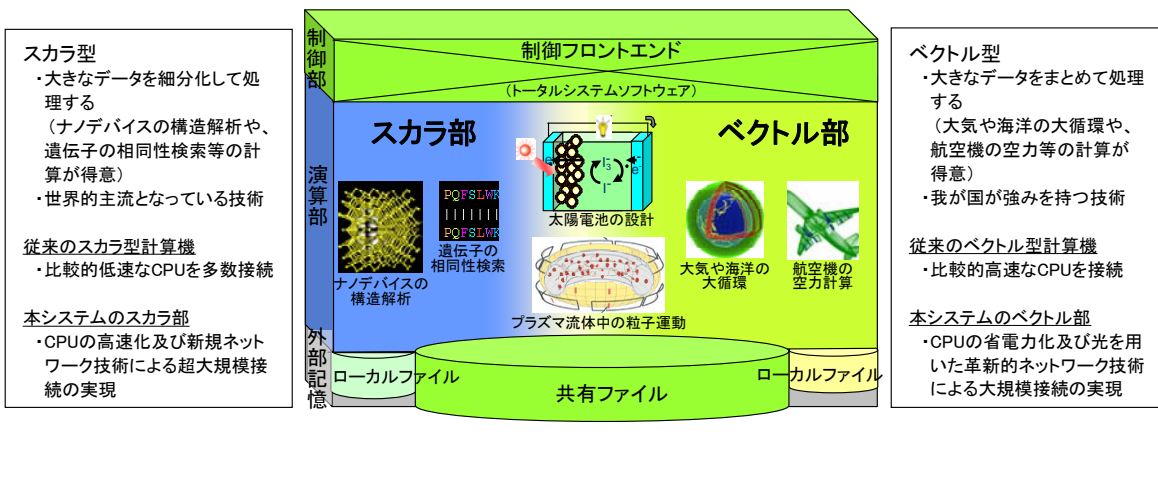 スカラ型
・大きなデータを細分化して処
理する
(ナノデバイスの構造解析や、
遺伝子の相同性検索等の計
算が得意)
・世界的主流となっている技術
従来のスカラ型計算機
・比較的低速なCPUを多数接続
本システムのスカラ部
・CPUの高速化及び新規ネット
ワーク技術による超大規模接
続の実現
制御部
制御フロントエンド
(トータルシステムソフトウェア)
演算部
スカラ部
ベクトル部
e-
I3-
I-
e-
太陽電池の設計
PQFSLWK
PQFSLWK
ナノデバイスの
構造解析
遺伝子の
相同性検索
プラズマ流体中の粒子運動
大気や海洋の
大循環
航空機の
空力計算
外部記憶
ローカルファイル
共有ファイル
ローカルファイル
ベクトル型
・大きなデータをまとめて処理
する
(大気や海洋の大循環や、
航空機の空力等の計算が
得意)
・我が国が強みを持つ技術
従来のベクトル型計算機
・比較的高速なCPUを接続
本システムのベクトル部
・CPUの省電力化及び光を用
いた革新的ネットワーク技術
による大規模接続の実現